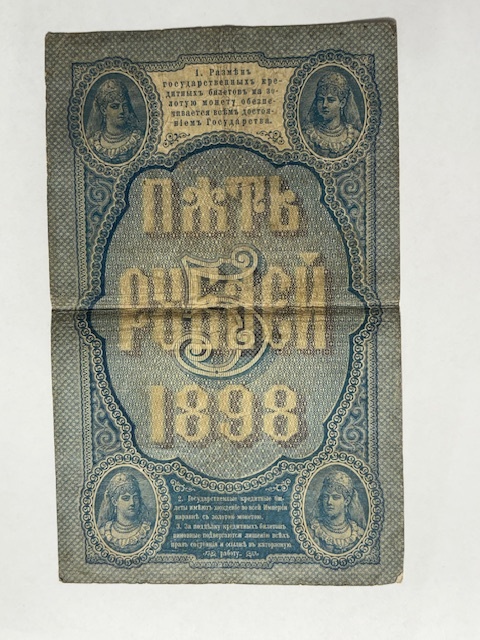 1. Размѣнъ
государственныхъ кре-
дитныхъ билетовъ на зо-
лотую монету обезпе-
чивается всѣмъ достоя-
ніемъ Государства.
ПѦТЬ
РУБЛЕЙ
5
1898
2. Государственные кредитные би-
леты имѣютъ хожденіе во всей Имперіи
наравнѣ съ золотою монетою.
3. За поддѣлку кредитныхъ билетовъ
виновные подвергаются лишенію всѣхъ
правъ состоянія и ссылкѣ въ каторжную
работу.